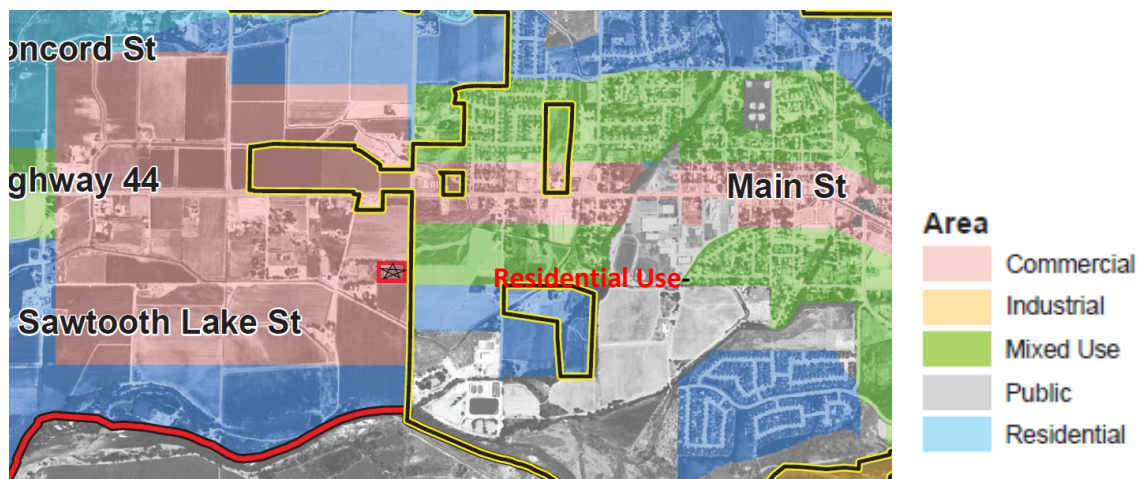 oncord St
ghway 44
Main St
Residential Use-
Sawtooth Lake St
Area
Commercial
Industrial
Mixed Use
Public
Residential